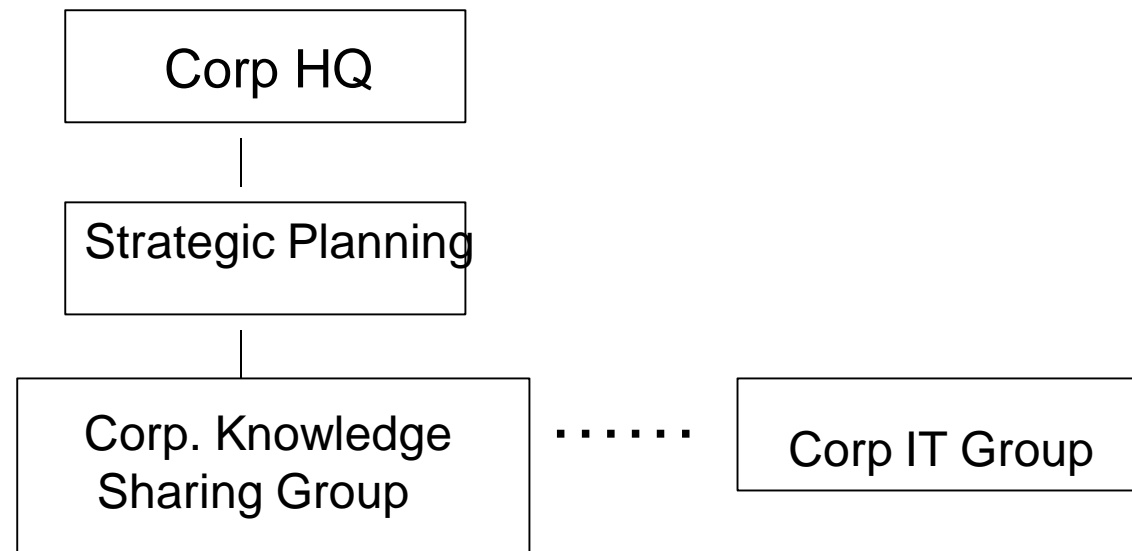 Corp HQ
Strategic Planning
Corp. Knowledge
Sharing Group
......
Corp IT Group